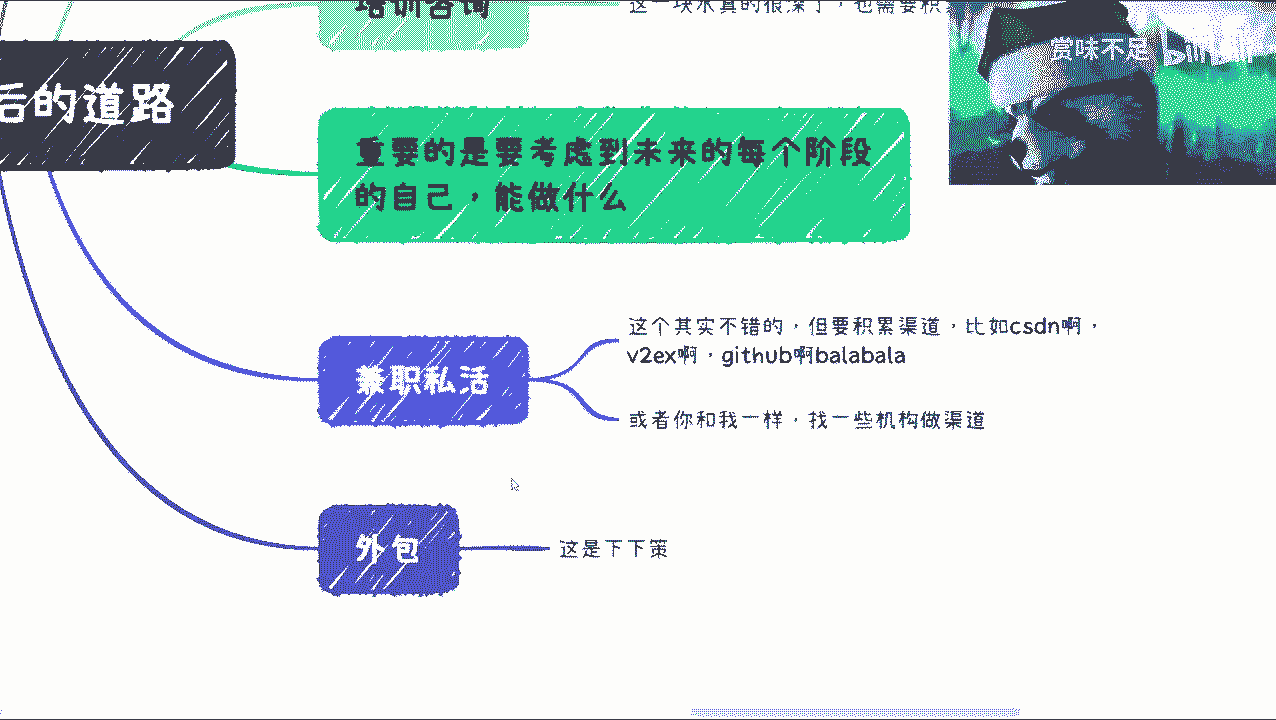 培训咨询
这一块水真的很深了，也需要积
赏味不足 bilibili
后的道路
重要的是要考虑到未来的每个阶段
的自己，能做什么
这个其实不错的，但要积累渠道，比如csdn啊，
v2ex啊，github啊balabala
兼职私活
或者你和我一样，找一些机构做渠道
外包
这是下下策